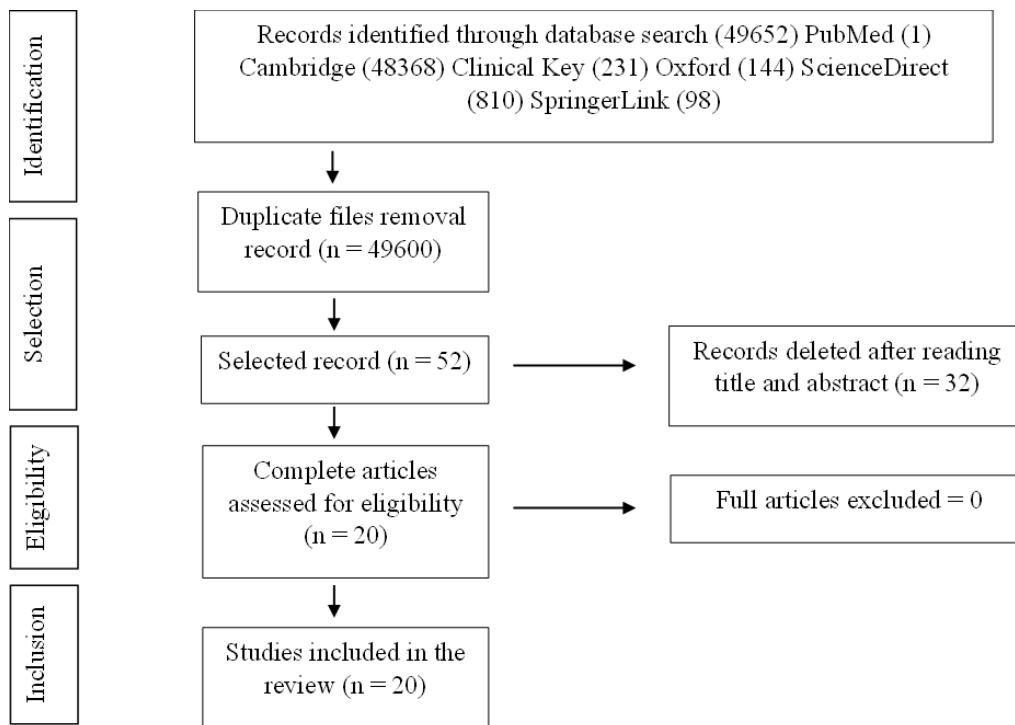 Identification
Records identified through database search (49652) PubMed (1)
Cambridge (48368) Clinical Key (231) Oxford (144) ScienceDirect
(810) SpringerLink (98)
Selection
Duplicate files removal
record (n = 49600)
Selected record (n = 52)
Records deleted after reading
title and abstract (n = 32)
Eligibility
Complete articles
assessed for eligibility
(n = 20)
Full articles excluded = 0
Inclusion
Studies included in the
review (n = 20)